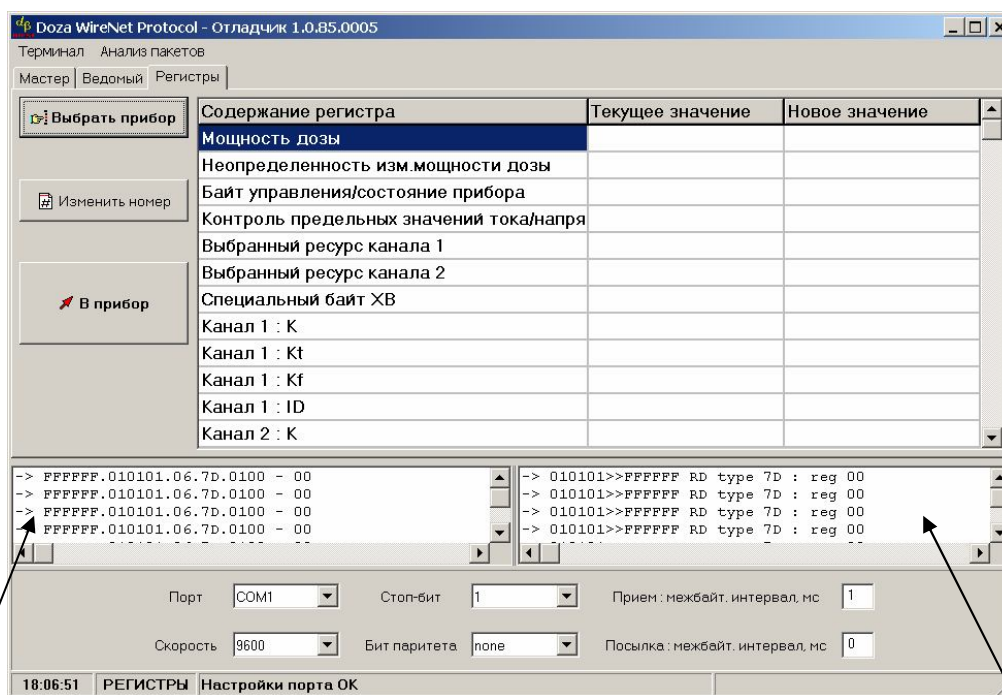 Doza WireNet Protocol - Отладчик 1.0.85.0005
Терминал Анализ пакетов
Мастер Ведомый Регистры
Выбрать прибор
Изменить номер
В прибор
Содержание регистра Текущее значение Новое значение
Мощность дозы
Неопределенность изм.мощности дозы
Байт управления/состояние прибора
Контроль предельных значений тока/напря
Выбранный ресурс канала 1
Выбранный ресурс канала 2
Специальный байт XB
Канал 1 : K
Канал 1 : Kt
Канал 1 : Kf
Канал 1 : ID
Канал 2 : K
-> FFFFFF.010101.06.7D.0100 - 00
-> FFFFFF.010101.06.7D.0100 - 00
-> FFFFFF.010101.06.7D.0100 - 00
-> FFFFFF.010101.06.7D.0100 - 00
-> 010101>>FFFFFF RD type 7D : reg 00
-> 010101>>FFFFFF RD type 7D : reg 00
-> 010101>>FFFFFF RD type 7D : reg 00
-> 010101>>FFFFFF RD type 7D : reg 00
Порт COM1 Стоп-бит 1 Прием : межбайт. интервал, мс 1
Скорость 9600 Бит паритета none Посылка : межбайт. интервал, мс 0
18:06:51 РЕГИСТРЫ Настройки порта OK